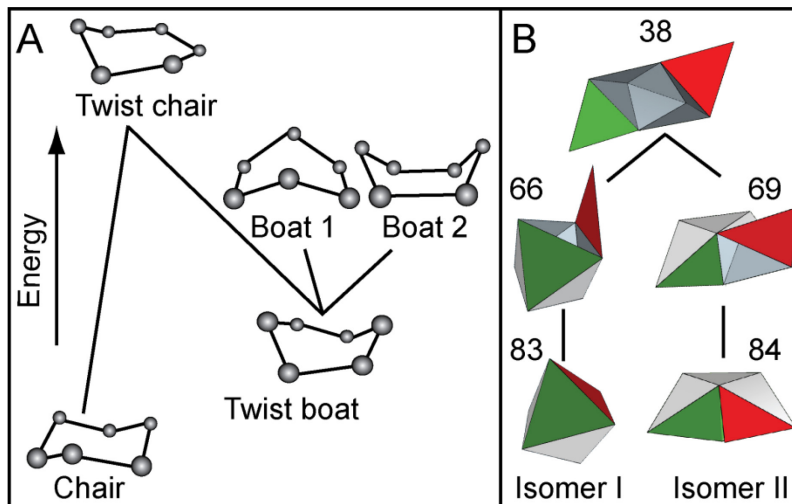 A
Twist chair
Energy
Boat 1
Boat 2
Twist boat
Chair
B
38
66
69
83
84
Isomer I
Isomer II